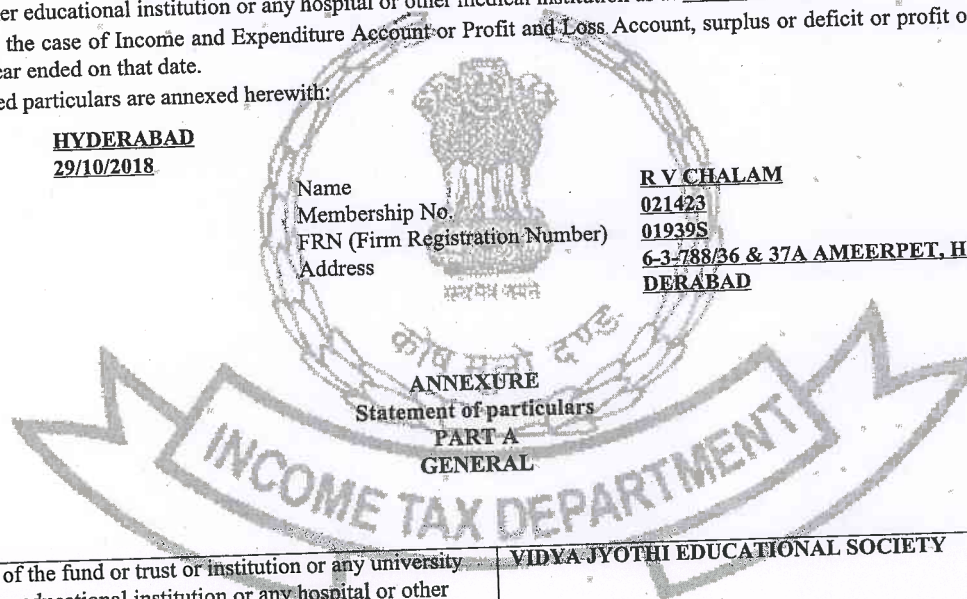 er educational institution or any hospital or other medical institution as
the case of Income and Expenditure Account or Profit and Loss Account, surplus or deficit or profit o
ear ended on that date.
ed particulars are annexed herewith:
HYDERABAD
29/10/2018
Name R V CHALAM
Membership No. 021423
FRN (Firm Registration Number) 01939S
Address 6-3-788/36 & 37A AMEERPET, H
DERABAD
सत्यमेव जयते
कोष मूलो दण्डः
ANNEXURE
Statement of particulars
PART A
GENERAL
INCOME TAX DEPARTMENT
of the fund or trust or institution or any university VIDYA JYOTHI EDUCATIONAL SOCIETY
educational institution or any hospital or other